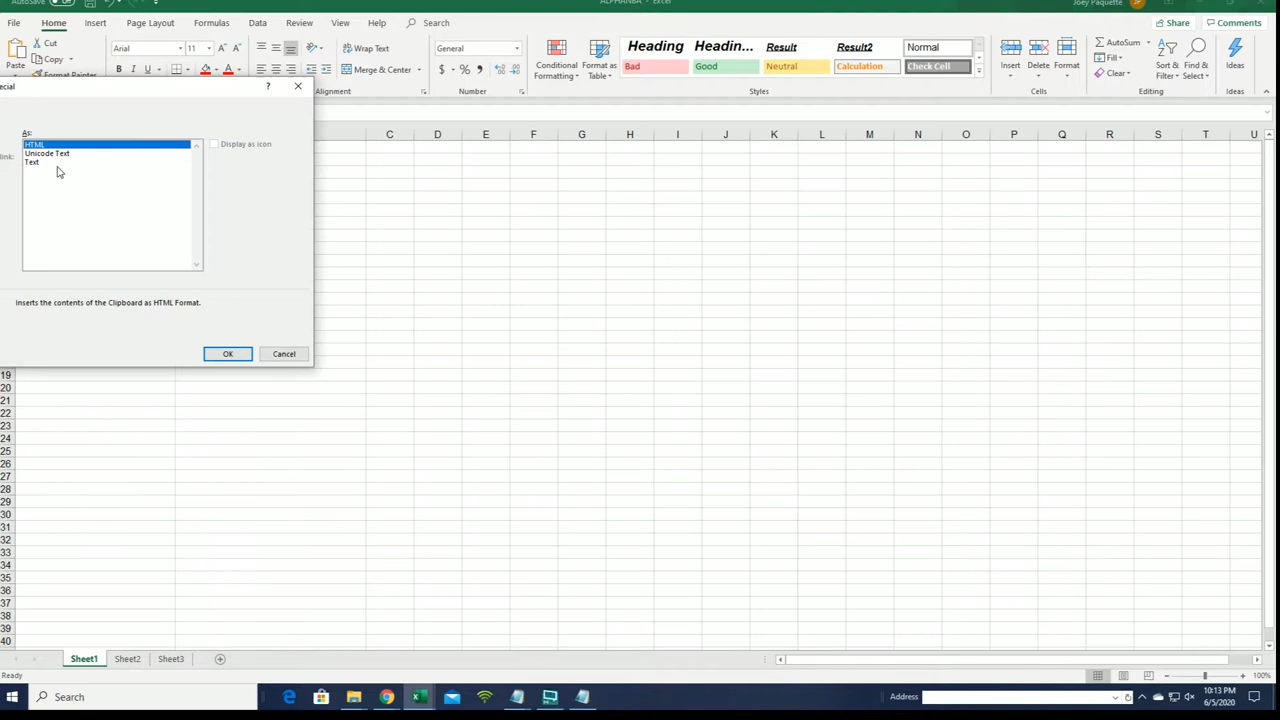 AutoSave Off ALPHAN6A - Excel Joey Paquette JP
File Home Insert Page Layout Formulas Data Review View Help Search Share Comments
Paste Cut Copy Format Painter
Arial 11 Wrap Text General
B I U Merge & Center $ % ,
Conditional Formatting Format as Table
Heading Headin... Result Result2 Normal
Bad Good Neutral Calculation Check Cell
Insert Delete Format AutoSum Fill Clear Sort & Filter Find & Select Ideas
Alignment Number Styles Cells Editing Ideas
ecial ?
As:
HTML
Unicode Text
Text
link:
Display as icon
Inserts the contents of the Clipboard as HTML Format.
OK Cancel
C D E F G H I J K L M N O P Q R S T U
19
20
21
22
23
24
25
26
27
28
29
30
31
32
33
34
35
36
37
38
39
40
Sheet1 Sheet2 Sheet3
Ready 100%
Search Address 10:13 PM
6/5/2020